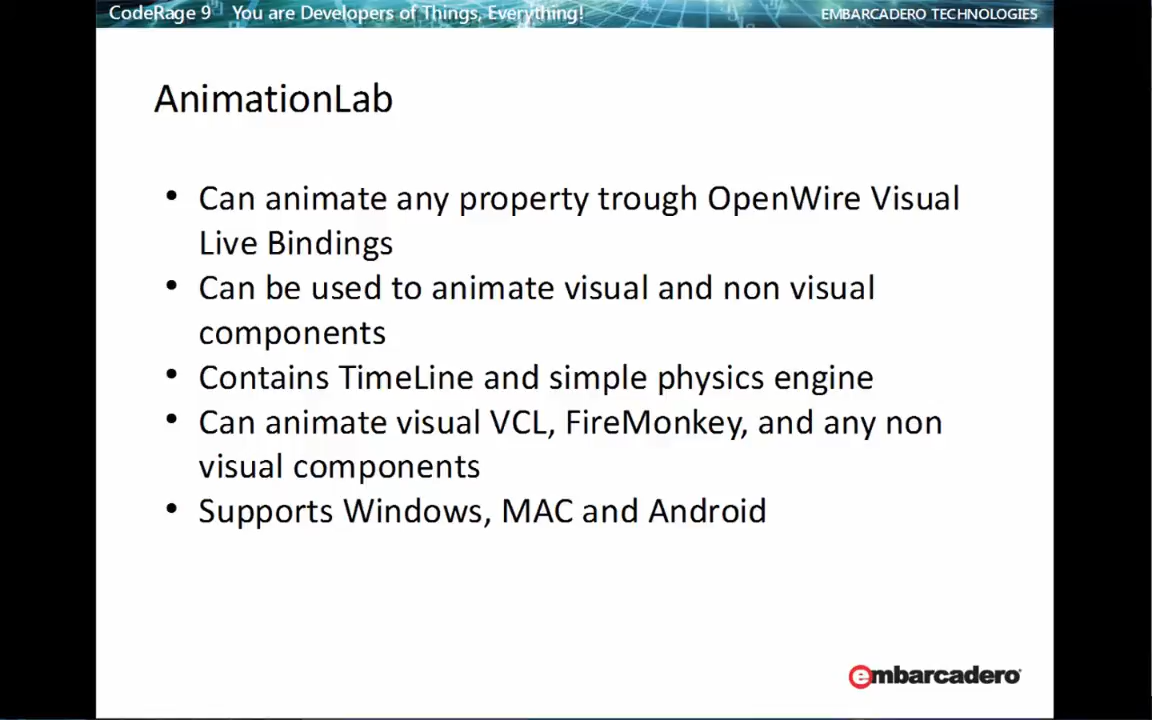 CodeRage 9 You are Developers of Things, Everything! EMBARCADERO TECHNOLOGIES
AnimationLab
• Can animate any property trough OpenWire Visual
Live Bindings
• Can be used to animate visual and non visual
components
• Contains TimeLine and simple physics engine
• Can animate visual VCL, FireMonkey, and any non
visual components
• Supports Windows, MAC and Android
embarcadero